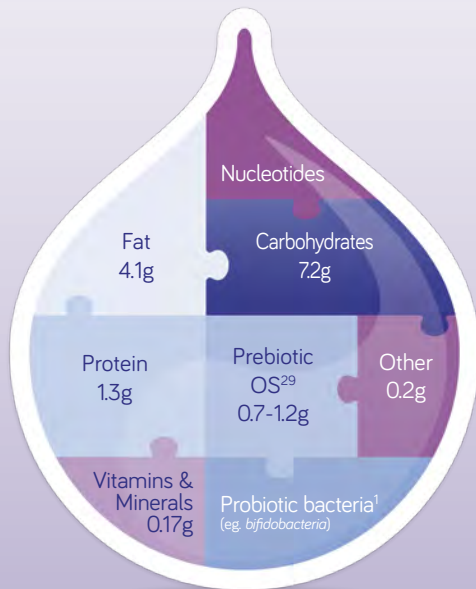 Nucleotides
Fat
4.1g
Carbohydrates
7.2g
Protein
1.3g
Prebiotic
OS²⁹
0.7-1.2g
Other
0.2g
Vitamins &
Minerals
0.17g
Probiotic bacteria¹
(eg. bifidobacteria)